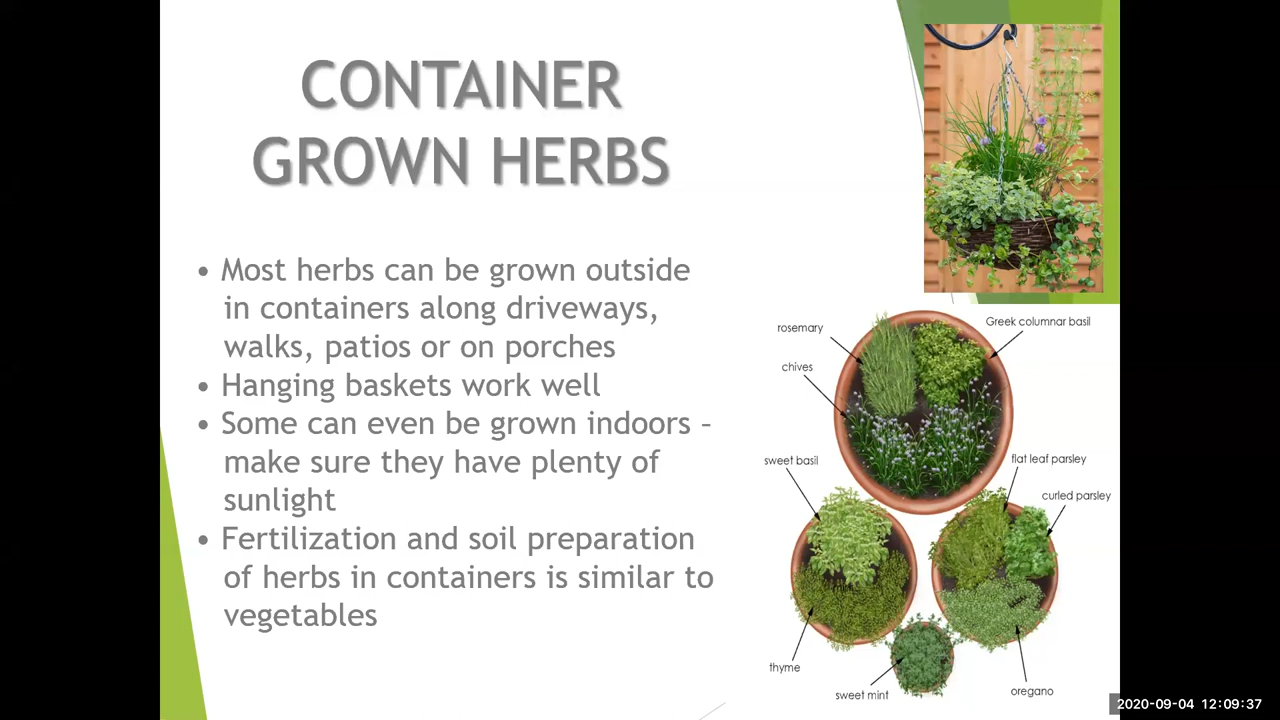 CONTAINER
GROWN HERBS
• Most herbs can be grown outside
in containers along driveways,
walks, patios or on porches
• Hanging baskets work well
• Some can even be grown indoors –
make sure they have plenty of
sunlight
• Fertilization and soil preparation
of herbs in containers is similar to
vegetables
rosemary
Greek columnar basil
chives
sweet basil
flat leaf parsley
curled parsley
thyme
sweet mint
oregano
2020-09-04 12:09:37